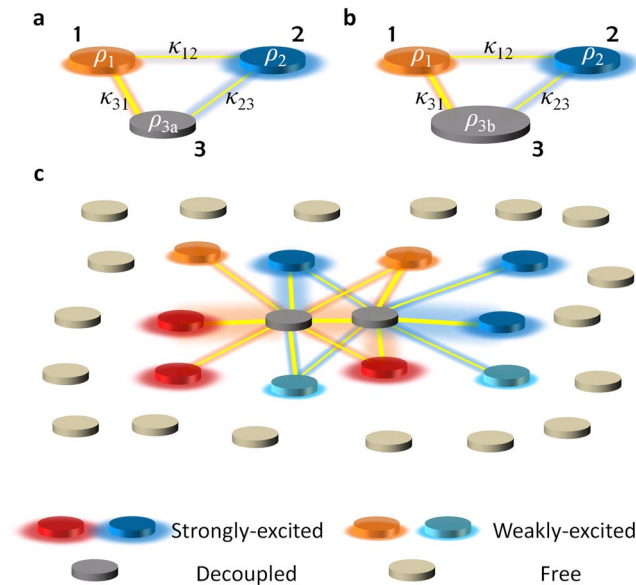 a
b
1
2
1
2
ρ₁
κ₁₂
ρ₂
ρ₁
κ₁₂
ρ₂
κ₃₁
κ₂₃
κ₃₁
κ₂₃
ρ₃ₐ
ρ₃b
3
3
c
Strongly-excited
Weakly-excited
Decoupled
Free